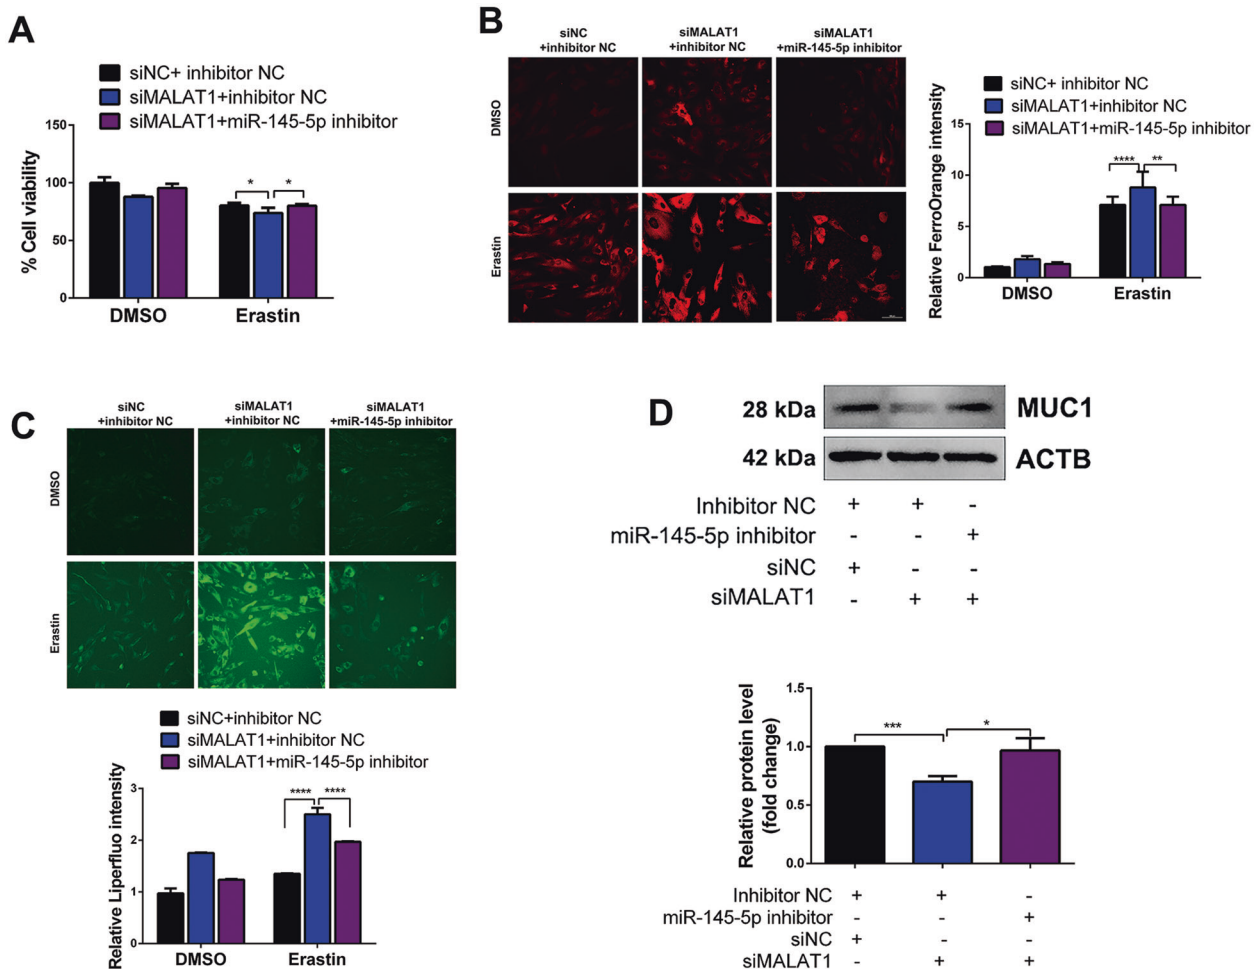 A
siNC+ inhibitor NC
siMALAT1+inhibitor NC
siMALAT1+miR-145-5p inhibitor
% Cell viability
150
100
50
0
* *
DMSO Erastin
B
siNC +inhibitor NC
siMALAT1 +inhibitor NC
siMALAT1 +miR-145-5p inhibitor
DMSO
Erastin
siNC+ inhibitor NC
siMALAT1+inhibitor NC
siMALAT1+miR-145-5p inhibitor
Relative FerroOrange intensity
15
10
5
0
**** **
DMSO Erastin
C
siNC +inhibitor NC
siMALAT1 +inhibitor NC
siMALAT1 +miR-145-5p inhibitor
DMSO
Erastin
siNC+inhibitor NC
siMALAT1+inhibitor NC
siMALAT1+miR-145-5p inhibitor
Relative Liperfluo intensity
3
2
1
0
**** ****
DMSO Erastin
D
28 kDa MUC1
42 kDa ACTB
Inhibitor NC + + -
miR-145-5p inhibitor - - +
siNC + - -
siMALAT1 - + +
Relative protein level
(fold change)
1.5
1.0
0.5
0.0
*** *
Inhibitor NC + + -
miR-145-5p inhibitor - - +
siNC + - -
siMALAT1 - + +